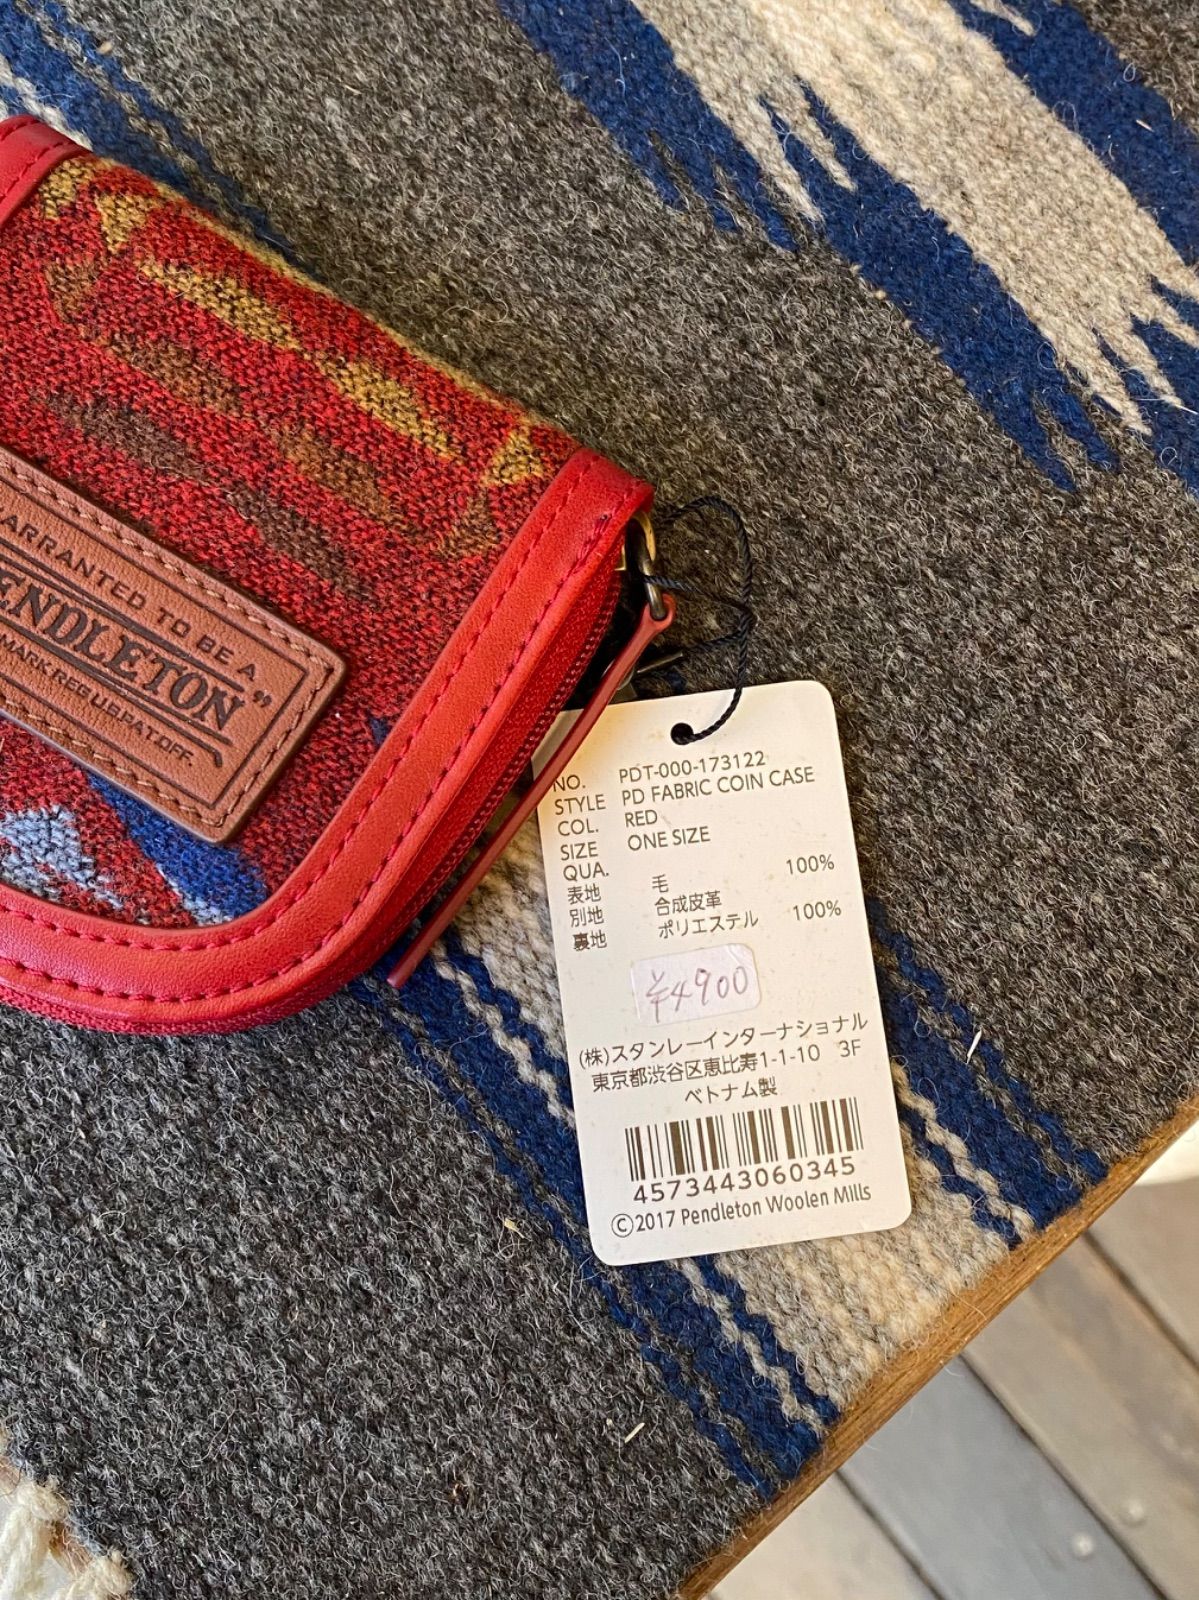 WARRANTED TO BE A
PENDLETON"
MARK REG.U.S.PAT.OFF.
NO. PDT-000-173122
STYLE PD FABRIC COIN CASE
COL. RED
SIZE ONE SIZE
QUA.
表地 毛 100%
別地 合成皮革
裏地 ポリエステル 100%
¥4900
(株)スタンレーインターナショナル
東京都渋谷区恵比寿1-1-10 3F
ベトナム製
4573443060345
©2017 Pendleton Woolen Mills